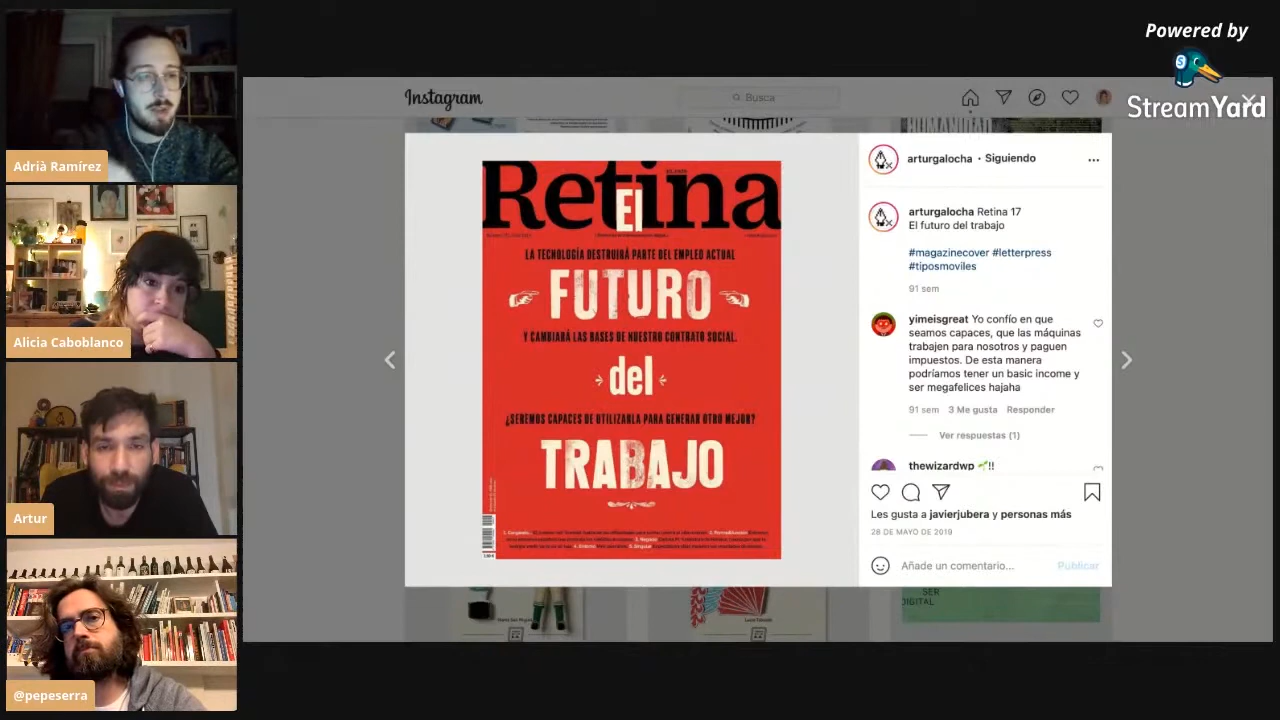 Powered by
StreamYard
Adrià Ramírez
Alicia Caboblanco
Artur
@pepeserra
Instagram
Busca
Retina
El
LA TECNOLOGÍA DESTRUIRÁ PARTE DEL EMPLEO ACTUAL
FUTURO
Y CAMBIARÁ LAS BASES DE NUESTRO CONTRATO SOCIAL.
del
¿SEREMOS CAPACES DE UTILIZARLA PARA GENERAR OTRO MEJOR?
TRABAJO
arturgalocha • Siguiendo
arturgalocha Retina 17
El futuro del trabajo
#magazinecover #letterpress
#tiposmoviles
91 sem
yimeisgreat Yo confío en que
seamos capaces, que las máquinas
trabajen para nosotros y paguen
impuestos. De esta manera
podríamos tener un basic income y
ser megafelices hajaha
91 sem 3 Me gusta Responder
Ver respuestas (1)
thewizardwp 🌱!!
Les gusta a javierjubera y personas más
28 DE MAYO DE 2019
Añade un comentario... Publicar
SER
DIGITAL